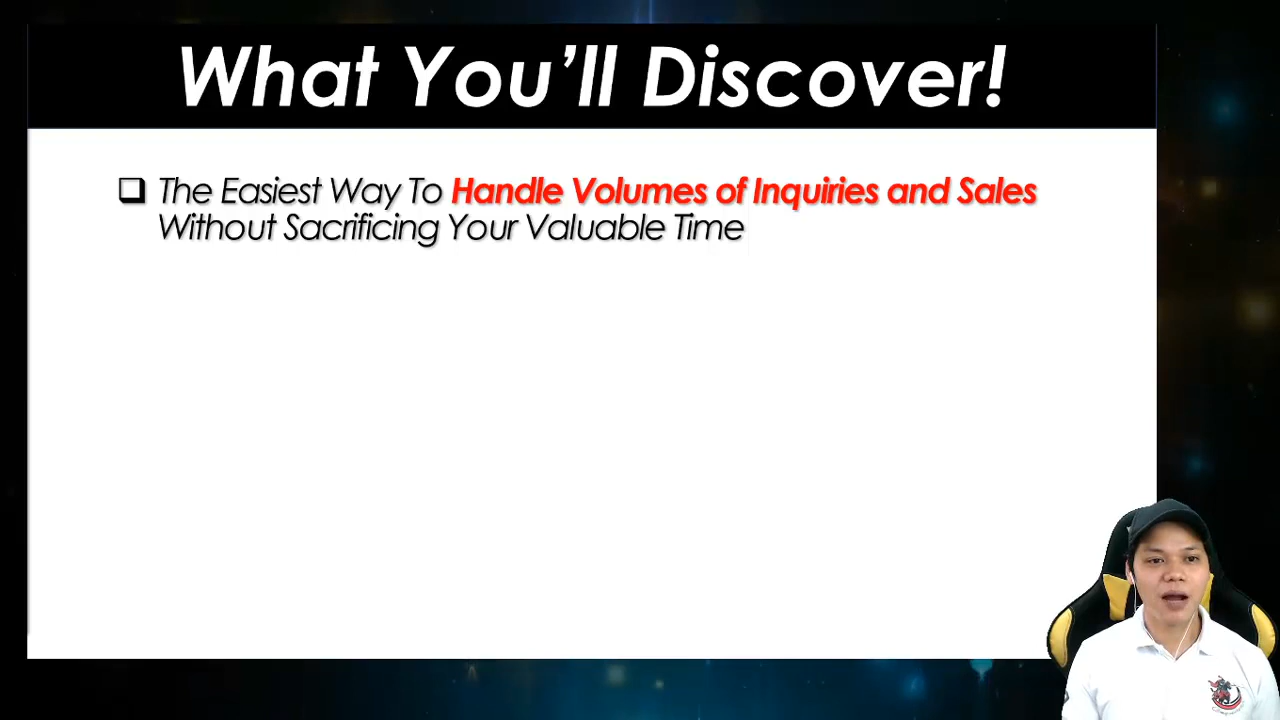 What You’ll Discover!
The Easiest Way To Handle Volumes of Inquiries and Sales
Without Sacrificing Your Valuable Time